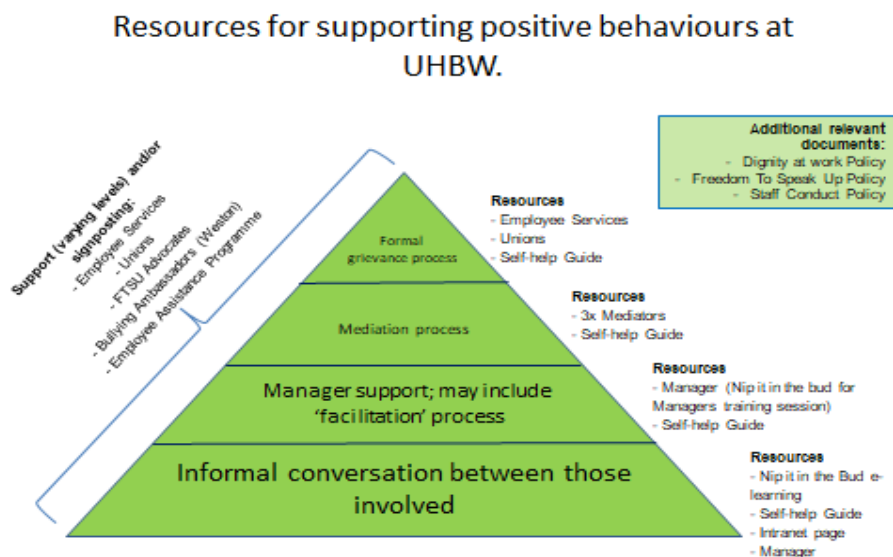 Resources for supporting positive behaviours at
UHBW.
Support (varying levels) and/or
signposting:
- Employee Services
- Unions
- FTSU Advocates
- Bullying Ambassadors (Weston)
- Employee Assistance Programme
Additional relevant
documents:
- Dignity at work Policy
- Freedom To Speak Up Policy
- Staff Conduct Policy
Formal
grievance process
Resources
- Employee Services
- Unions
- Self-help Guide
Mediation process
Resources
- 3x Mediators
- Self-help Guide
Manager support; may include
‘facilitation’ process
Resources
- Manager (Nip it in the bud for
Managers training session)
- Self-help Guide
Informal conversation between those
involved
Resources
- Nip it in the Bud e-
learning
- Self-help Guide
- Intranet page
- Manager